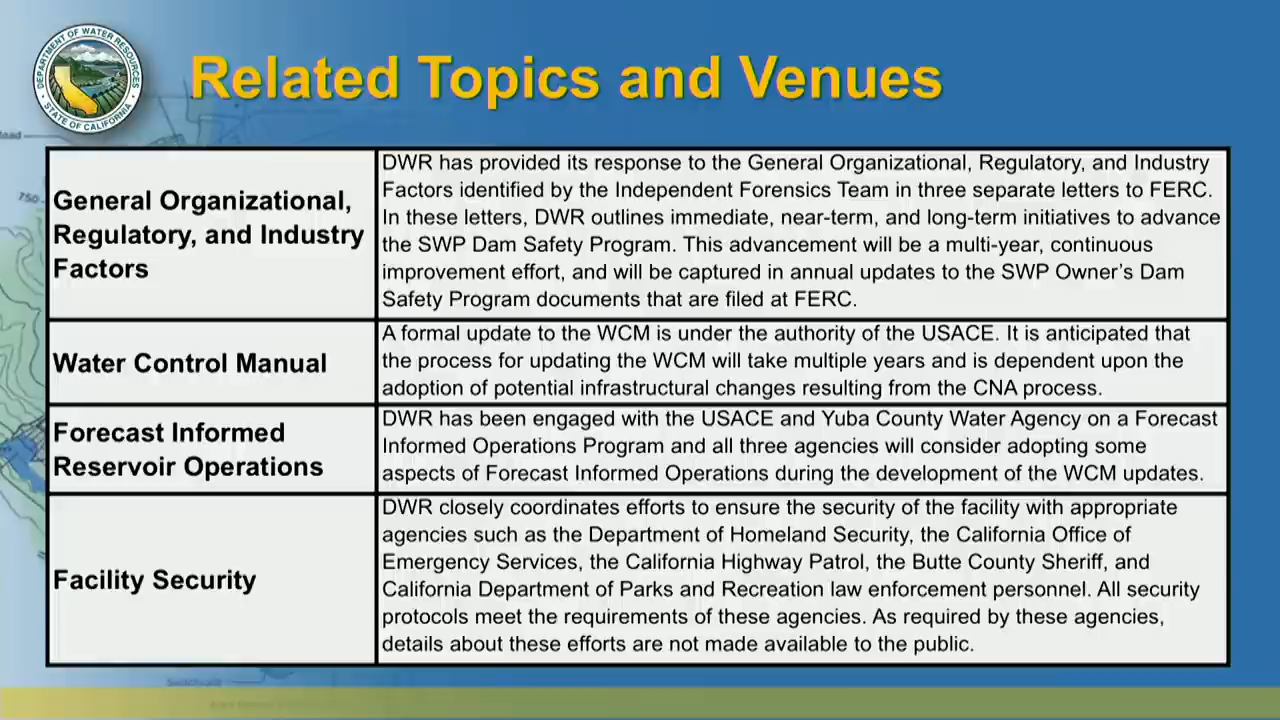 DEPARTMENT OF WATER RESOURCES
STATE OF CALIFORNIA
Related Topics and Venues
General Organizational,
Regulatory, and Industry
Factors
DWR has provided its response to the General Organizational, Regulatory, and Industry
Factors identified by the Independent Forensics Team in three separate letters to FERC.
In these letters, DWR outlines immediate, near-term, and long-term initiatives to advance
the SWP Dam Safety Program. This advancement will be a multi-year, continuous
improvement effort, and will be captured in annual updates to the SWP Owner's Dam
Safety Program documents that are filed at FERC.
Water Control Manual
A formal update to the WCM is under the authority of the USACE. It is anticipated that
the process for updating the WCM will take multiple years and is dependent upon the
adoption of potential infrastructural changes resulting from the CNA process.
Forecast Informed
Reservoir Operations
DWR has been engaged with the USACE and Yuba County Water Agency on a Forecast
Informed Operations Program and all three agencies will consider adopting some
aspects of Forecast Informed Operations during the development of the WCM updates.
Facility Security
DWR closely coordinates efforts to ensure the security of the facility with appropriate
agencies such as the Department of Homeland Security, the California Office of
Emergency Services, the California Highway Patrol, the Butte County Sheriff, and
California Department of Parks and Recreation law enforcement personnel. All security
protocols meet the requirements of these agencies. As required by these agencies,
details about these efforts are not made available to the public.
750